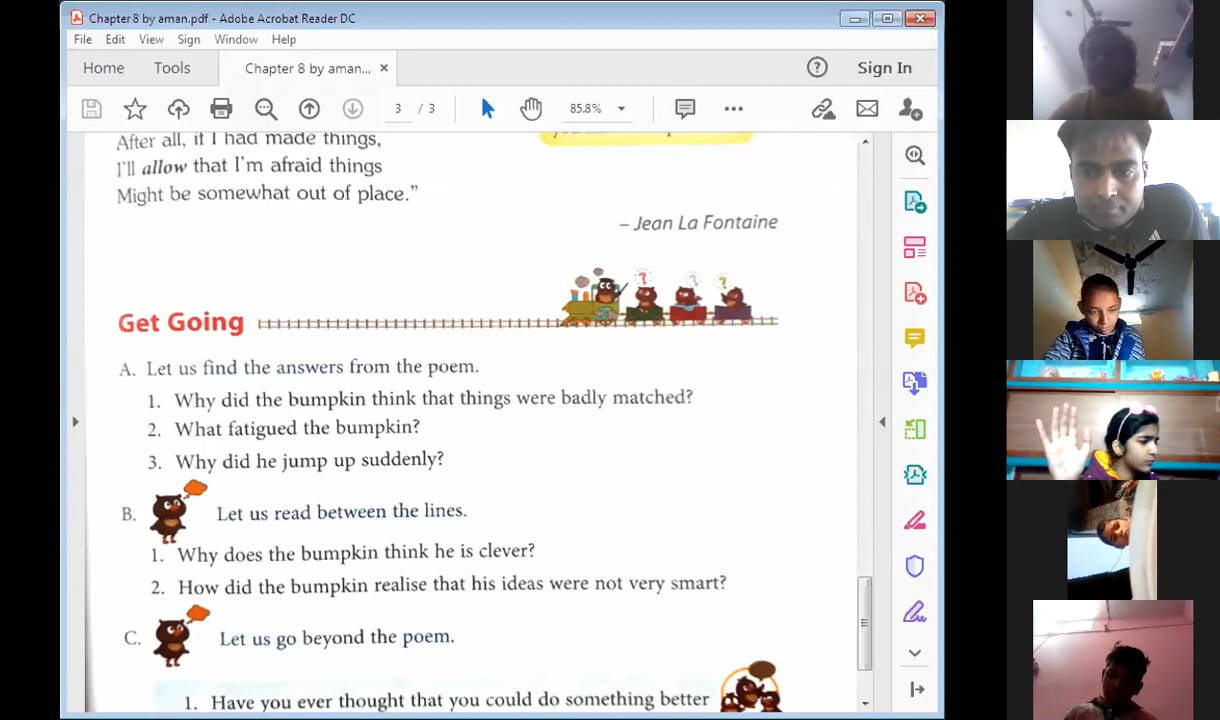 Chapter 8 by aman.pdf - Adobe Acrobat Reader DC
File Edit View Sign Window Help
Home Tools Chapter 8 by aman... × Sign In
3 / 3 85.8%
After all, if I had made things,
I'll allow that I'm afraid things
Might be somewhat out of place."
– Jean La Fontaine
Get Going
A. Let us find the answers from the poem.
1. Why did the bumpkin think that things were badly matched?
2. What fatigued the bumpkin?
3. Why did he jump up suddenly?
B. Let us read between the lines.
1. Why does the bumpkin think he is clever?
2. How did the bumpkin realise that his ideas were not very smart?
C. Let us go beyond the poem.
1. Have you ever thought that you could do something better